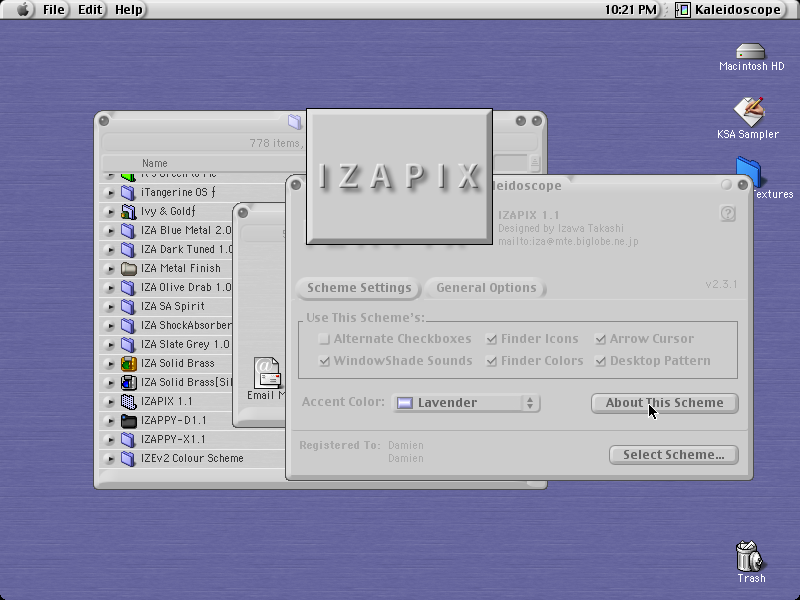 File Edit Help
10:21 PM
Kaleidoscope
Macintosh HD
KSA Sampler
Textures
Trash
778 items,
Name
It's Green to Me
iTangerine OS ƒ
Ivy & Goldƒ
IZA Blue Metal 2.0
IZA Dark Tuned 1.0
IZA Metal Finish
IZA Olive Drab 1.0
IZA SA Spirit
IZA ShockAbsorber
IZA Slate Grey 1.0
IZA Solid Brass
IZA Solid Brass[Sil
IZAPIX 1.1
IZAPPY-D1.1
IZAPPY-X1.1
IZEv2 Colour Scheme
Email M
IZAPIX
leidoscope
IZAPIX 1.1
Designed by Izawa Takashi
mailto:iza@mte.biglobe.ne.jp
?
v2.3.1
Scheme Settings
General Options
Use This Scheme's:
Alternate Checkboxes
Finder Icons
Arrow Cursor
WindowShade Sounds
Finder Colors
Desktop Pattern
Accent Color:
Lavender
About This Scheme
Registered To:
Damien
Damien
Select Scheme...